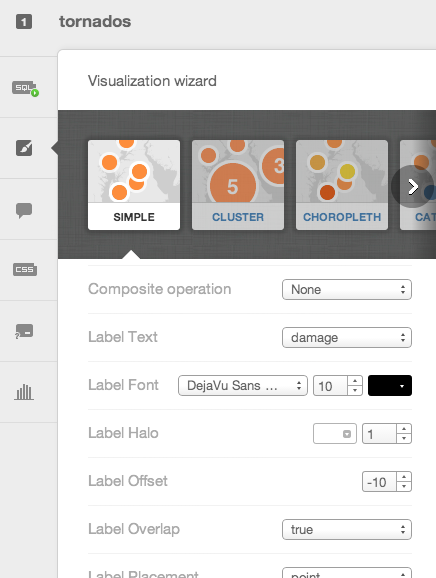 1 tornados
SQL
Visualization wizard
5 3
SIMPLE CLUSTER CHOROPLETH CAT
Composite operation None
Label Text damage
Label Font DejaVu Sans ... 10
CSS
Label Halo 1
Label Offset -10
Label Overlap true
Label Placement point